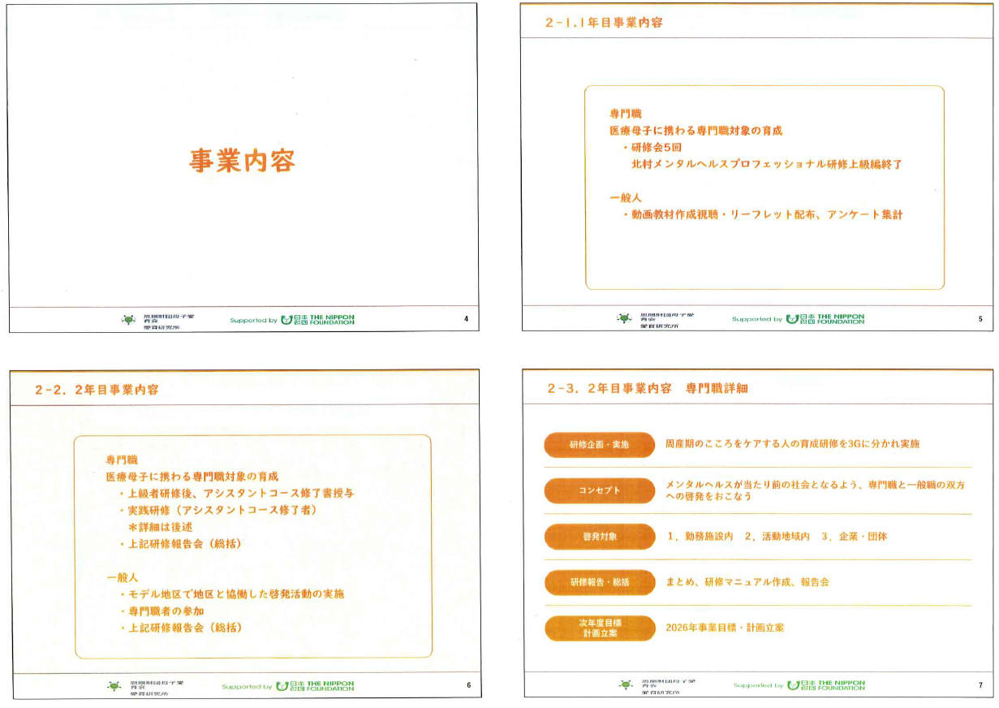 事業内容
恩賜財団母子愛
育会
愛育研究所
Supported by 日本財団 THE NIPPON FOUNDATION
4
2-1.1年目事業内容
専門職
医療母子に携わる専門職対象の育成
・研修会5回
北村メンタルヘルスプロフェッショナル研修上級編終了
一般人
・動画教材作成視聴・リーフレット配布、アンケート集計
恩賜財団母子愛
育会
愛育研究所
Supported by 日本財団 THE NIPPON FOUNDATION
5
2-2．2年目事業内容
専門職
医療母子に携わる専門職対象の育成
・上級者研修後、アシスタントコース修了書授与
・実践研修（アシスタントコース修了者）
＊詳細は後述
・上記研修報告会（総括）
一般人
・モデル地区で地区と協働した啓発活動の実施
・専門職者の参加
・上記研修報告会（総括）
恩賜財団母子愛
育会
愛育研究所
Supported by 日本財団 THE NIPPON FOUNDATION
6
2-3．2年目事業内容　専門職詳細
研修企画・実施　周産期のこころをケアする人の育成研修を3Gに分かれ実施
コンセプト　メンタルヘルスが当たり前の社会となるよう、専門職と一般職の双方
への啓発をおこなう
啓発対象　1．勤務施設内　2．活動地域内　3．企業・団体
研修報告・総括　まとめ、研修マニュアル作成、報告会
次年度目標
計画立案　2026年事業目標・計画立案
恩賜財団母子愛
育会
愛育研究所
Supported by 日本財団 THE NIPPON FOUNDATION
7